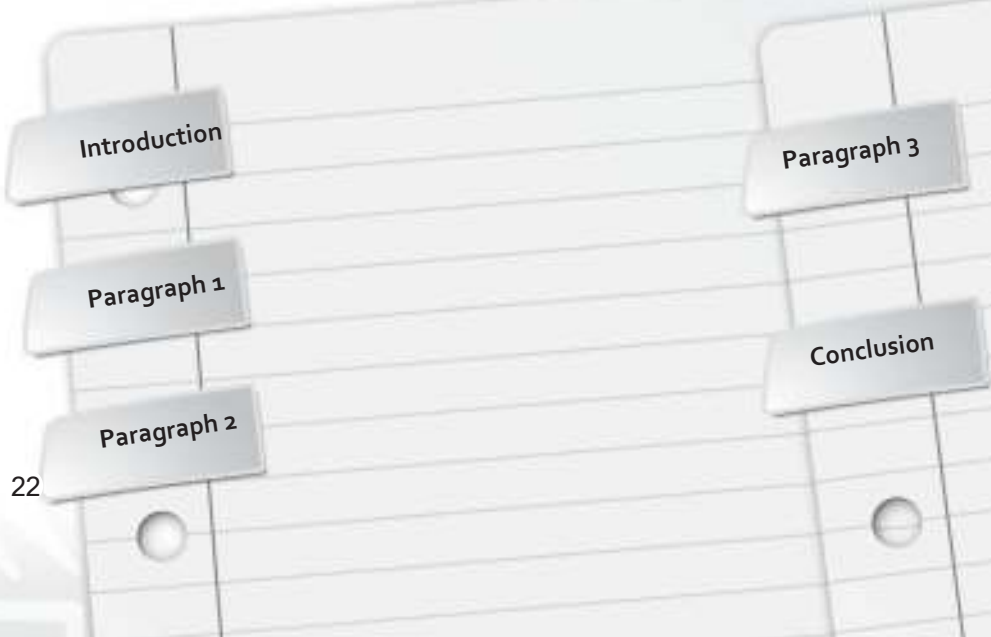 Introduction
Paragraph 1
Paragraph 2
22
Paragraph 3
Conclusion